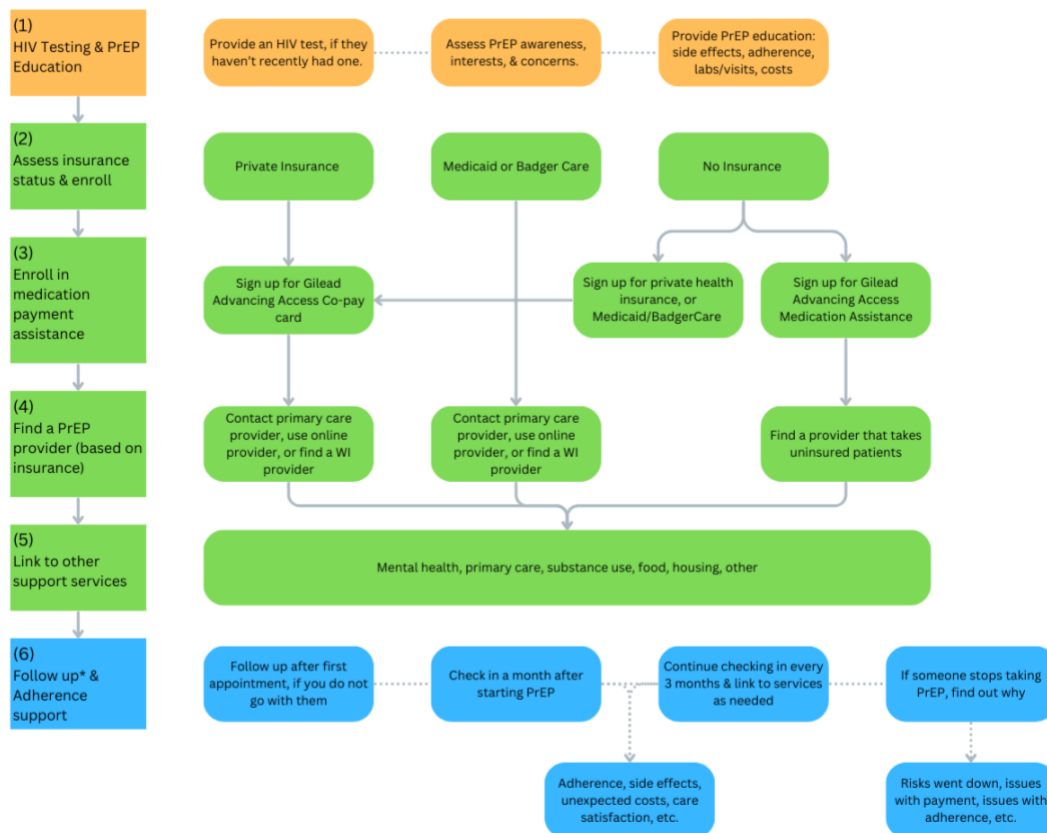 (1)
HIV Testing & PrEP
Education
Provide an HIV test, if they
haven't recently had one.
Assess PrEP awareness,
interests, & concerns.
Provide PrEP education:
side effects, adherence,
labs/visits, costs
(2)
Assess insurance
status & enroll
Private Insurance
Medicaid or Badger Care
No Insurance
(3)
Enroll in
medication
payment
assistance
Sign up for Gilead
Advancing Access Co-pay
card
Sign up for private health
insurance, or
Medicaid/BadgerCare
Sign up for Gilead
Advancing Access
Medication Assistance
(4)
Find a PrEP
provider (based on
insurance)
Contact primary care
provider, use online
provider, or find a WI
provider
Contact primary care
provider, use online
provider, or find a WI
provider
Find a provider that takes
uninsured patients
(5)
Link to other
support services
Mental health, primary care, substance use, food, housing, other
(6)
Follow up* &
Adherence
support
Follow up after first
appointment, if you do not
go with them
Check in a month after
starting PrEP
Continue checking in every
3 months & link to services
as needed
If someone stops taking
PrEP, find out why
Adherence, side effects,
unexpected costs, care
satisfaction, etc.
Risks went down, issues
with payment, issues with
adherence, etc.